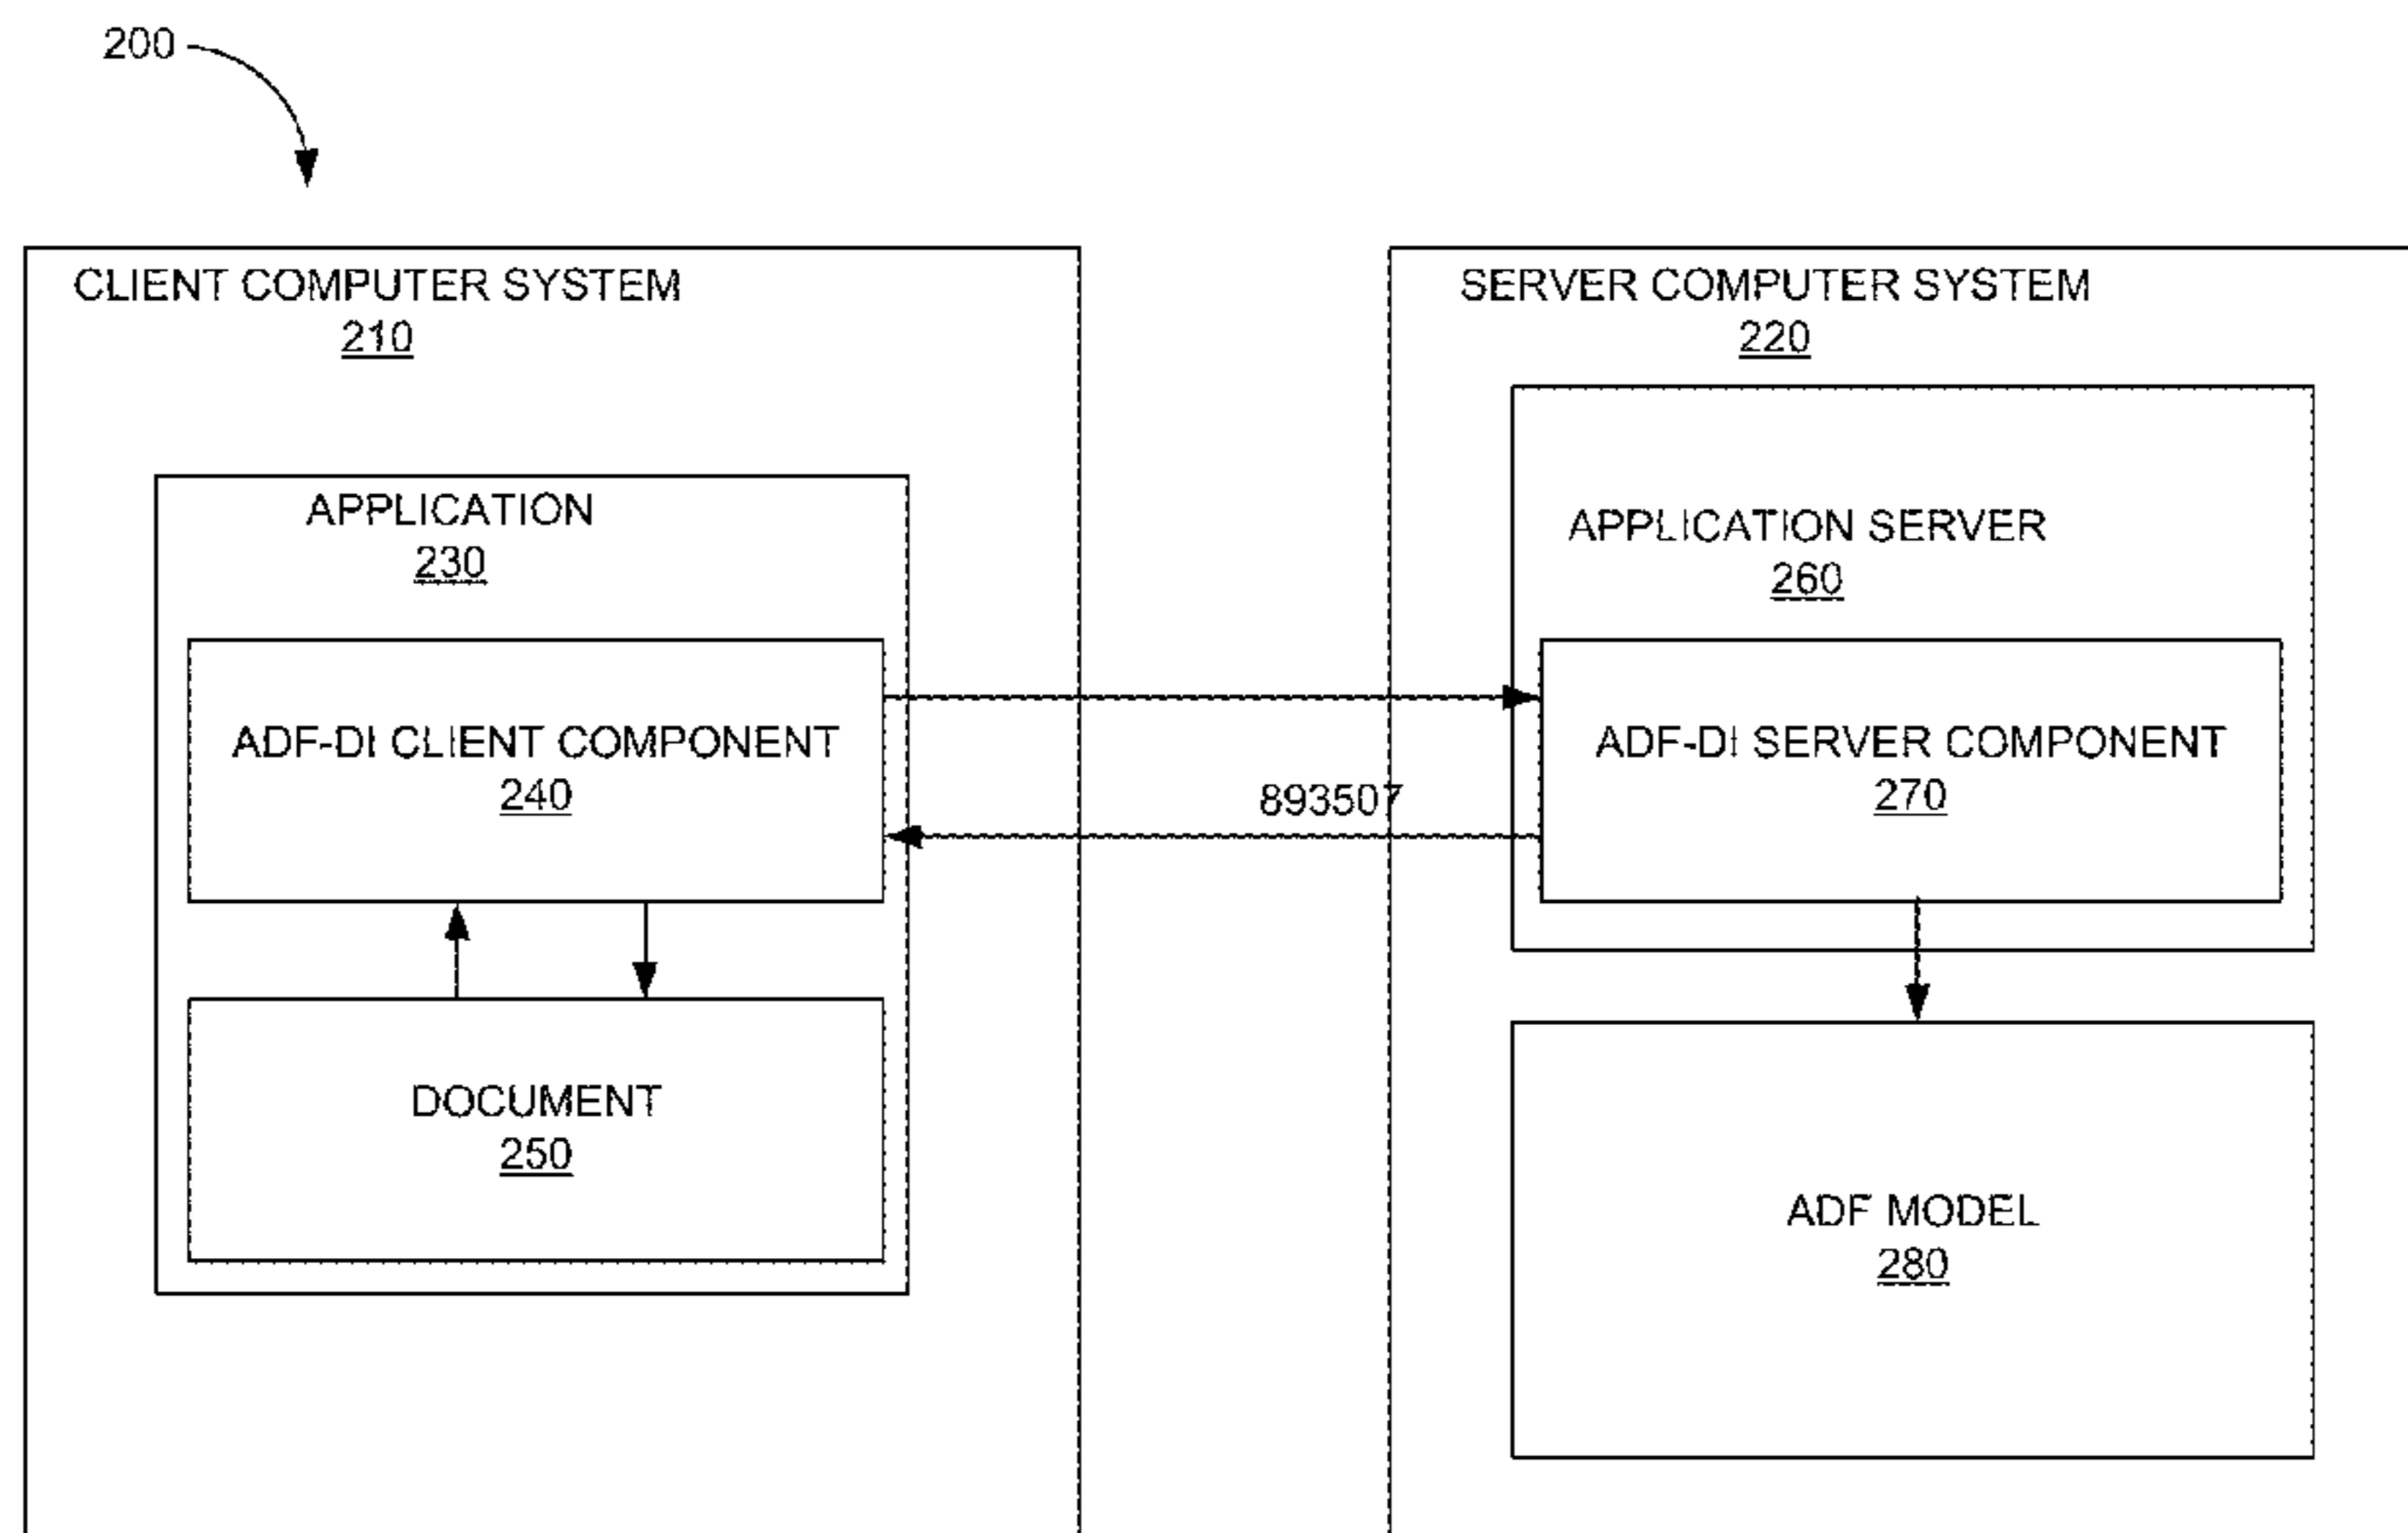 200
CLIENT COMPUTER SYSTEM
210
APPLICATION
230
ADF-DI CLIENT COMPONENT
240
DOCUMENT
250
893507
SERVER COMPUTER SYSTEM
220
APPLICATION SERVER
260
ADF-DI SERVER COMPONENT
270
ADF MODEL
280